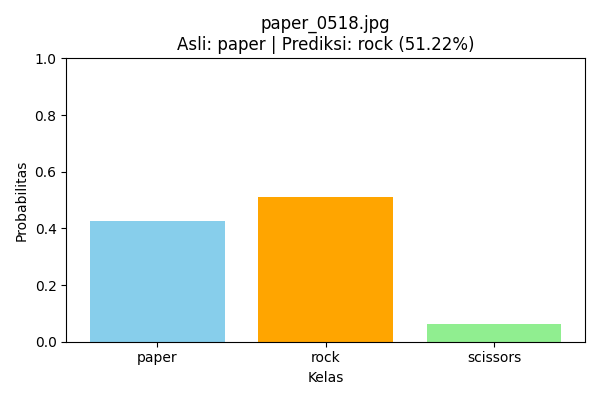 paper_0518.jpg
Asli: paper | Prediksi: rock (51.22%)
1.0
0.8
0.6
0.4
0.2
0.0
Probabilitas
paper rock scissors
Kelas